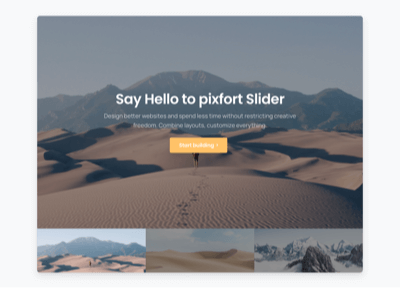 Say Hello to pixfort Slider
Design better websites and spend less time without restricting creative
freedom. Combine layouts, customize everything.
Start building